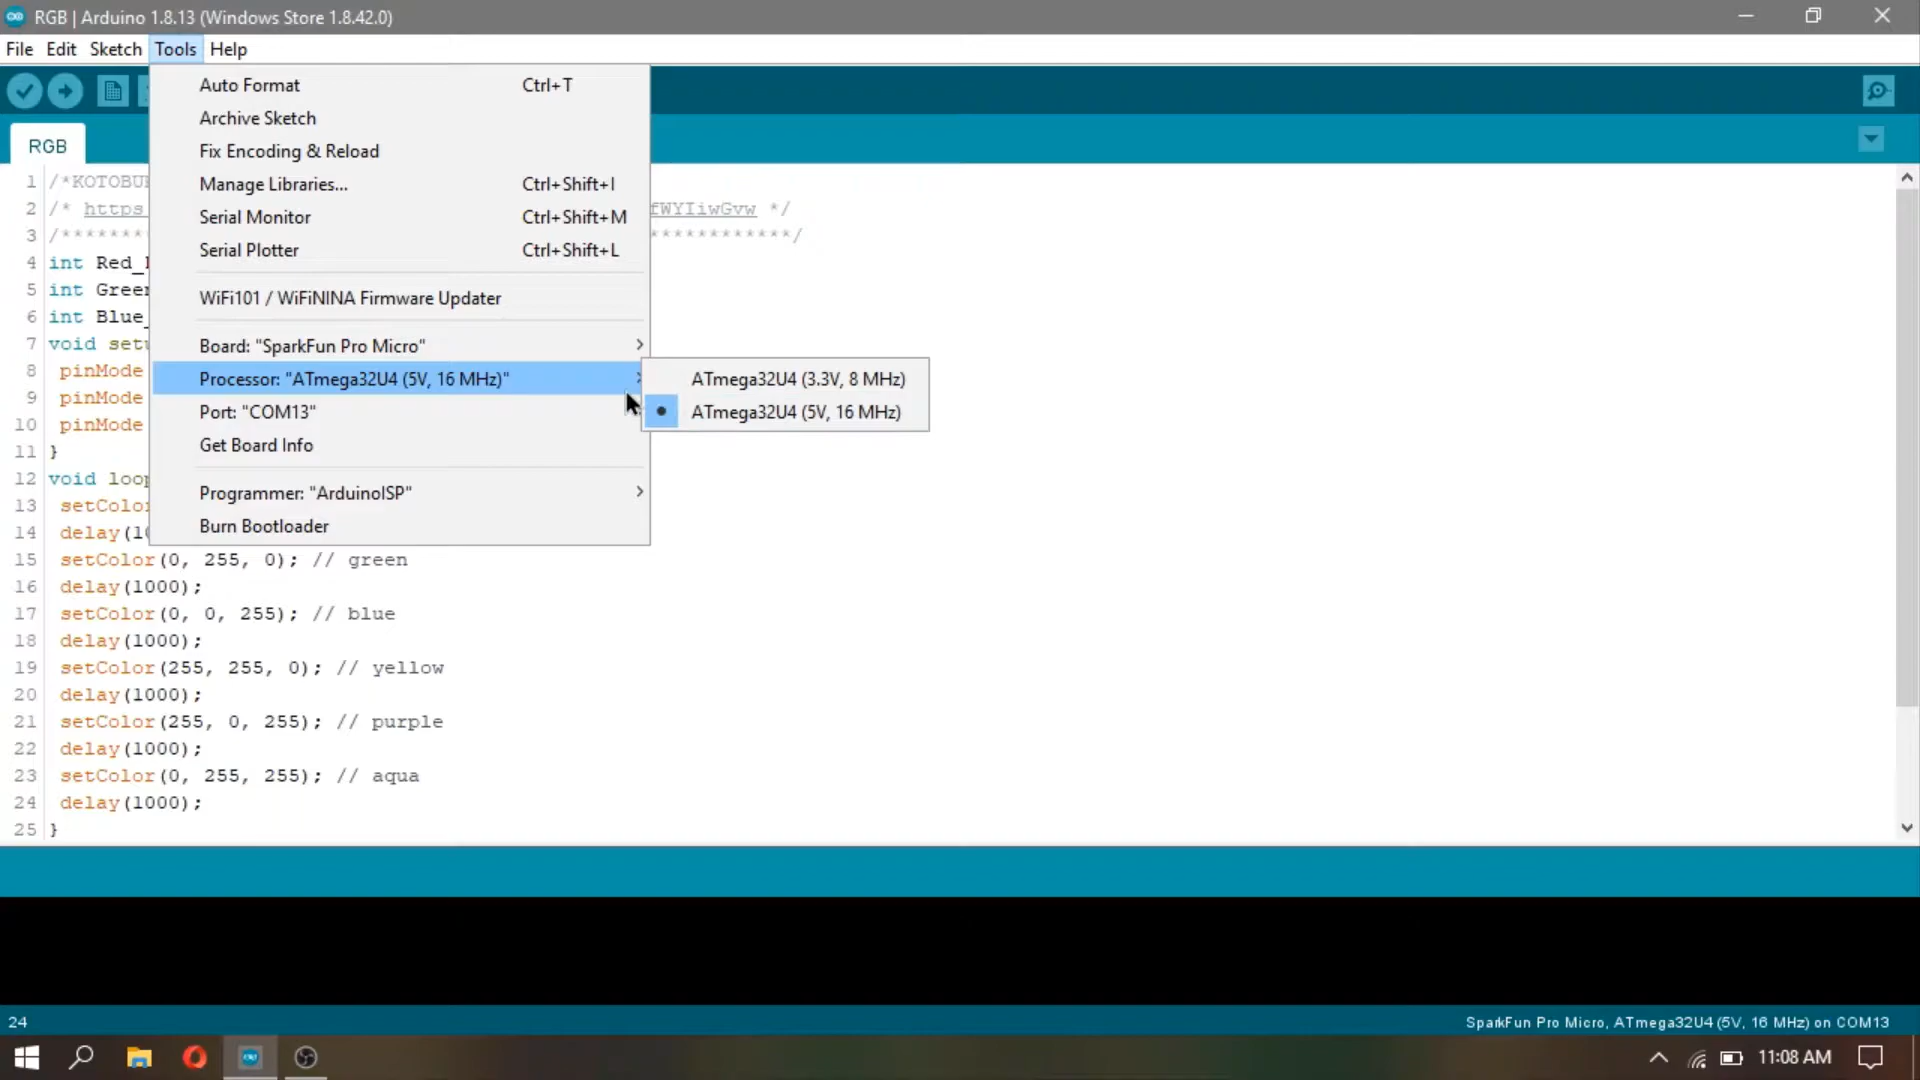 RGB | Arduino 1.8.13 (Windows Store 1.8.42.0)
File Edit Sketch Tools Help
Auto Format Ctrl+T
Archive Sketch
Fix Encoding & Reload
Manage Libraries... Ctrl+Shift+I
Serial Monitor Ctrl+Shift+M
Serial Plotter Ctrl+Shift+L
WiFi101 / WiFiNINA Firmware Updater
Board: "SparkFun Pro Micro"
Processor: "ATmega32U4 (5V, 16 MHz)"
Port: "COM13"
Get Board Info
Programmer: "ArduinoISP"
Burn Bootloader
ATmega32U4 (3.3V, 8 MHz)
ATmega32U4 (5V, 16 MHz)
RGB
1 /*KOTOBU
2 /* https fWYIiwGvw */
3 /******* ************/
4 int Red_
5 int Green
6 int Blue_
7 void setu
8 pinMode
9 pinMode
10 pinMode
11 }
12 void loop
13 setColo
14 delay(10
15 setColor(0, 255, 0); // green
16 delay(1000);
17 setColor(0, 0, 255); // blue
18 delay(1000);
19 setColor(255, 255, 0); // yellow
20 delay(1000);
21 setColor(255, 0, 255); // purple
22 delay(1000);
23 setColor(0, 255, 255); // aqua
24 delay(1000);
25 }
24
SparkFun Pro Micro, ATmega32U4 (5V, 16 MHz) on COM13
11:08 AM